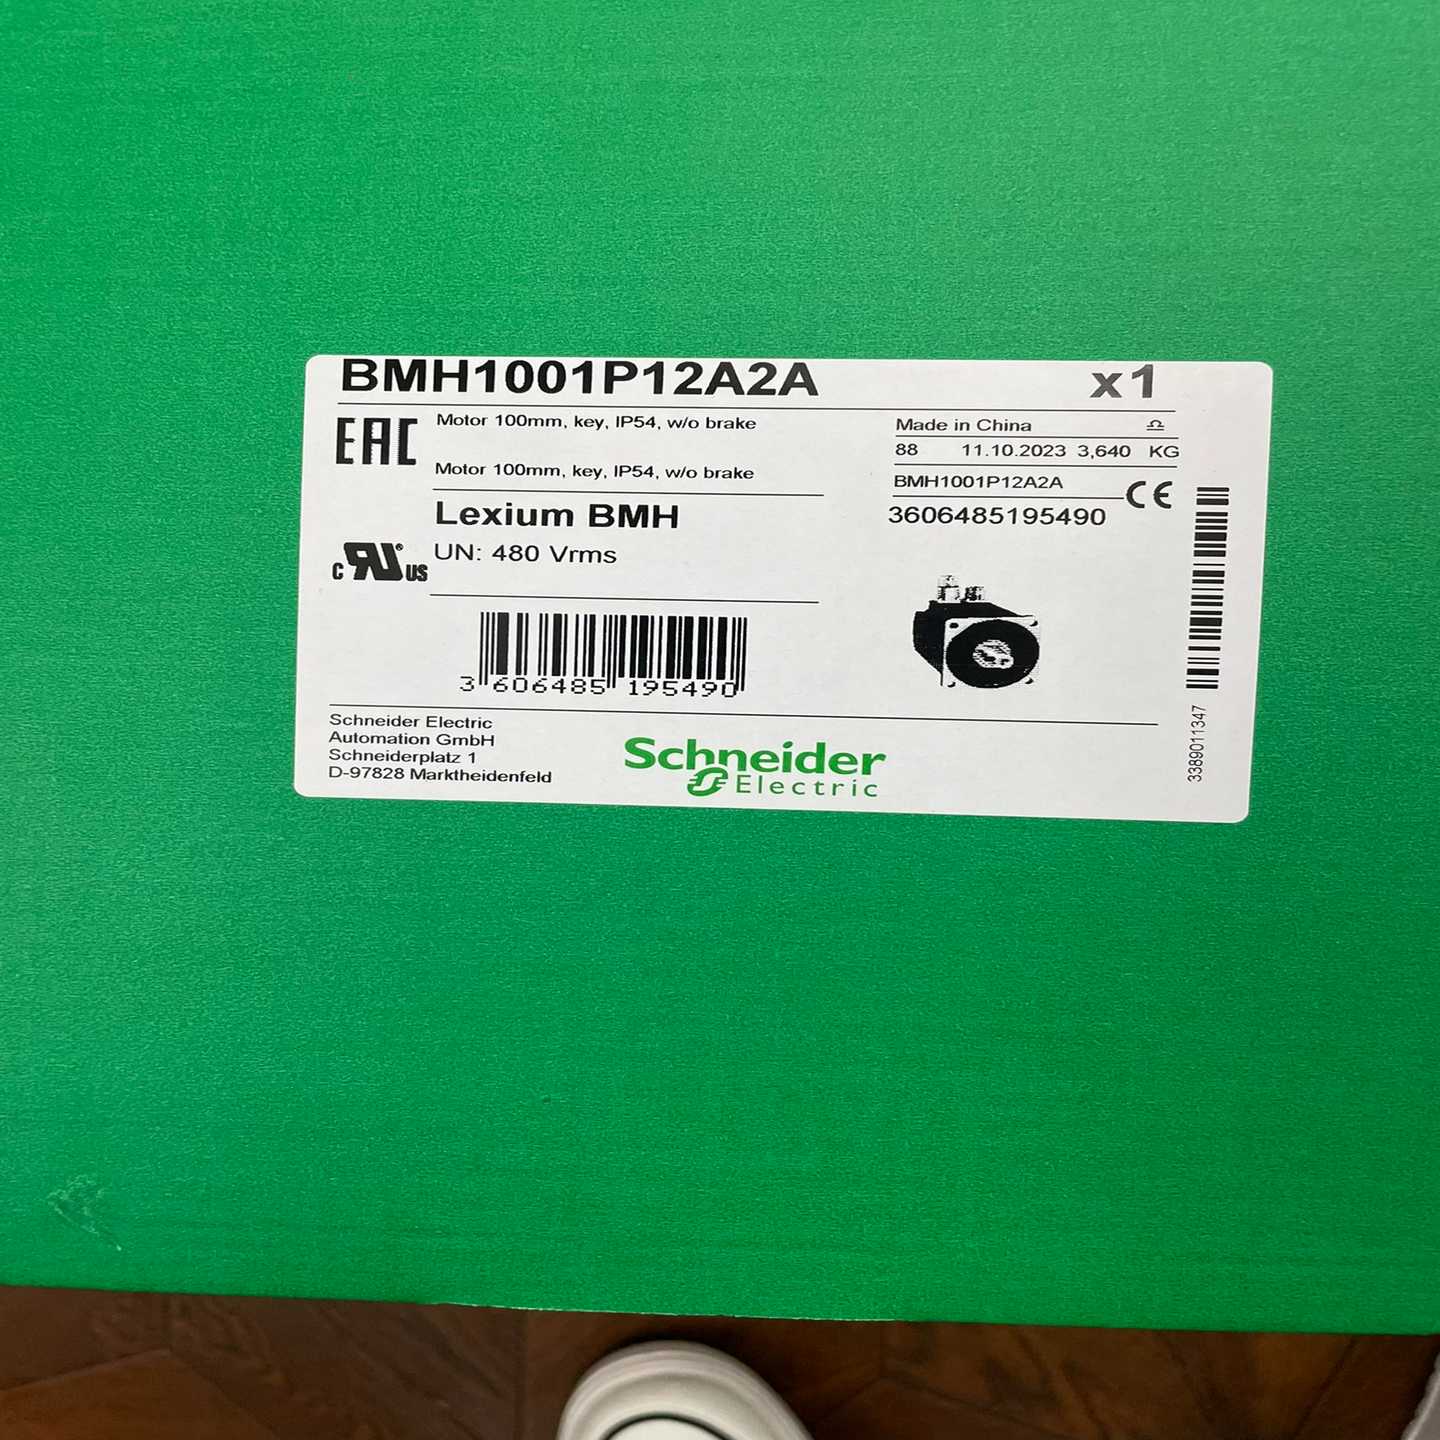 BMH1001P12A2A x1
EAC
Motor 100mm, key, IP54, w/o brake
Motor 100mm, key, IP54, w/o brake
Made in China
88 11.10.2023 3,640 KG
BMH1001P12A2A
CE
3606485195490
Lexium BMH
UN: 480 Vrms
c RU ® US
3 606485 195490
3389011347
Schneider Electric
Automation GmbH
Schneiderplatz 1
D-97828 Marktheidenfeld
Schneider
Electric